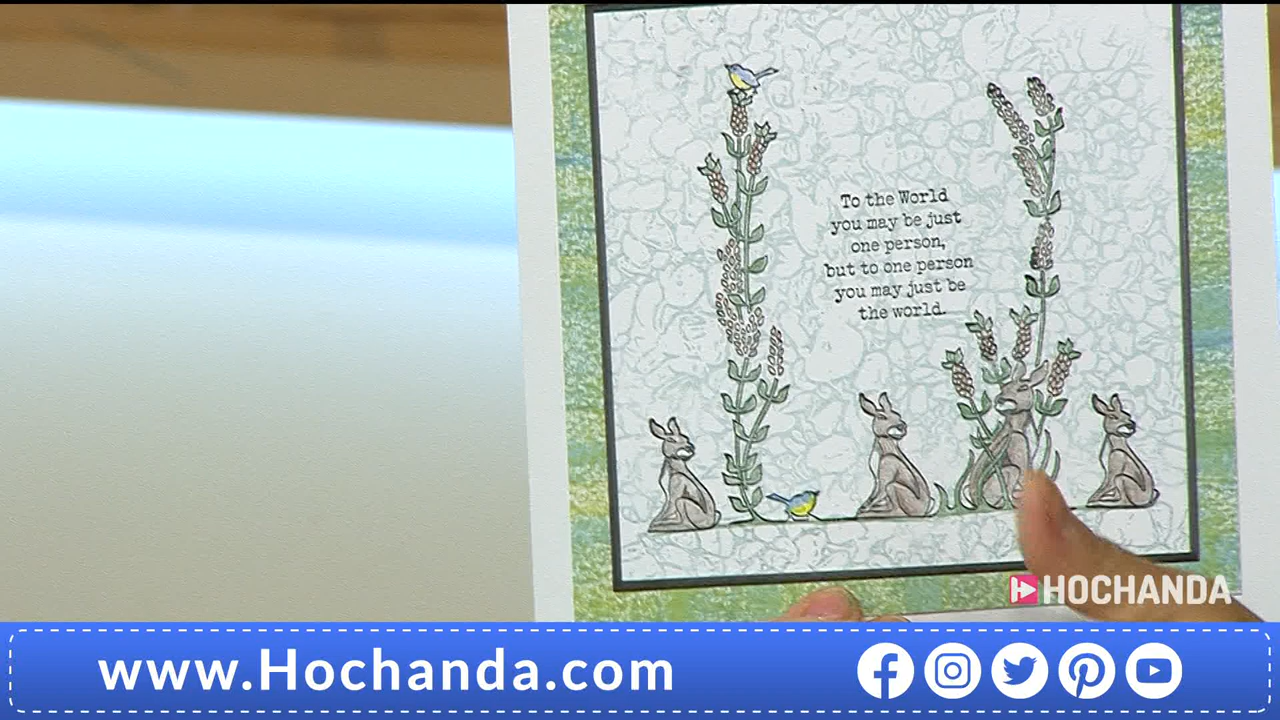 To the World
you may be just
one person,
but to one person
you may just be
the world.
HOCHANDA
www.Hochanda.com